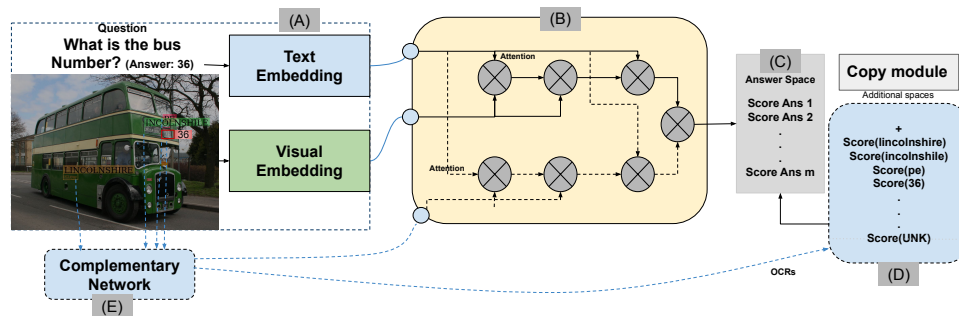 (A)
Question
What is the bus
Number? (Answer: 36)
Text
Embedding
Visual
Embedding
LINCOLNSHILE
36
LINCOLNSHIRE
Complementary
Network
(E)
(B)
Attention
Attention
(C)
Answer Space
Score Ans 1
Score Ans 2
.
.
.
Score Ans m
Copy module
Additional spaces
+
Score(lincolnshire)
Score(incolnshile)
Score(pe)
Score(36)
.
.
.
Score(UNK)
(D)
OCRs